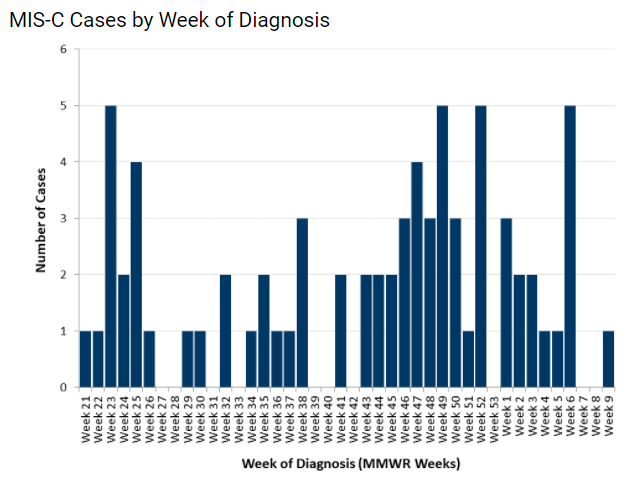 MIS-C Cases by Week of Diagnosis
6
5
4
3
2
1
0
Number of Cases
Week 21
Week 22
Week 23
Week 24
Week 25
Week 26
Week 27
Week 28
Week 29
Week 30
Week 31
Week 32
Week 33
Week 34
Week 35
Week 36
Week 37
Week 38
Week 39
Week 40
Week 41
Week 42
Week 43
Week 44
Week 45
Week 46
Week 47
Week 48
Week 49
Week 50
Week 51
Week 52
Week 53
Week 1
Week 2
Week 3
Week 4
Week 5
Week 6
Week 7
Week 8
Week 9
Week of Diagnosis (MMWR Weeks)